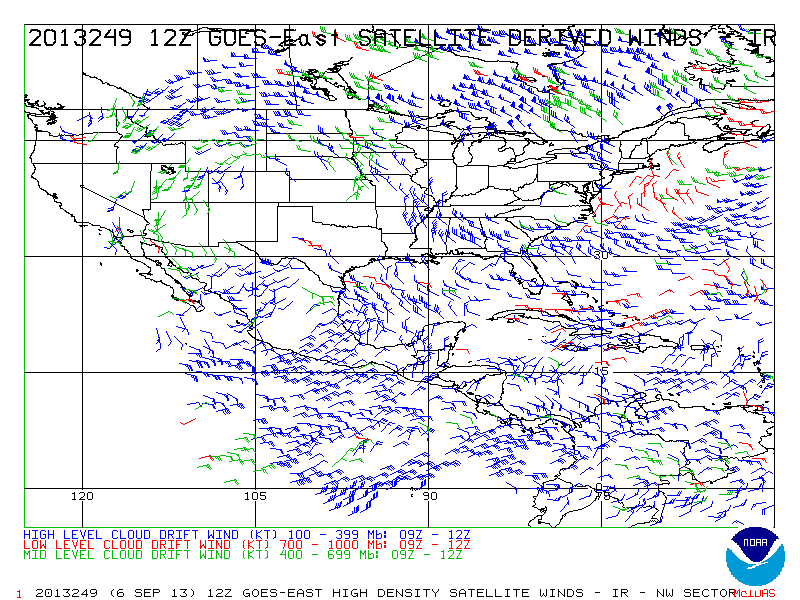 2013249 12Z GOES-East SATELLITE DERIVED WINDS - IR
30
15
120 105 90 75
0
HIGH LEVEL CLOUD DRIFT WIND (KT) 100 - 399 Mb: 09Z - 12Z
LOW LEVEL CLOUD DRIFT WIND (KT) 700 - 1000 Mb: 09Z - 12Z
MID LEVEL CLOUD DRIFT WIND (KT) 400 - 699 Mb: 09Z - 12Z
NOAA
1 2013249 (6 SEP 13) 12Z GOES-EAST HIGH DENSITY SATELLITE WINDS - IR - NW SECTOR McIDAS